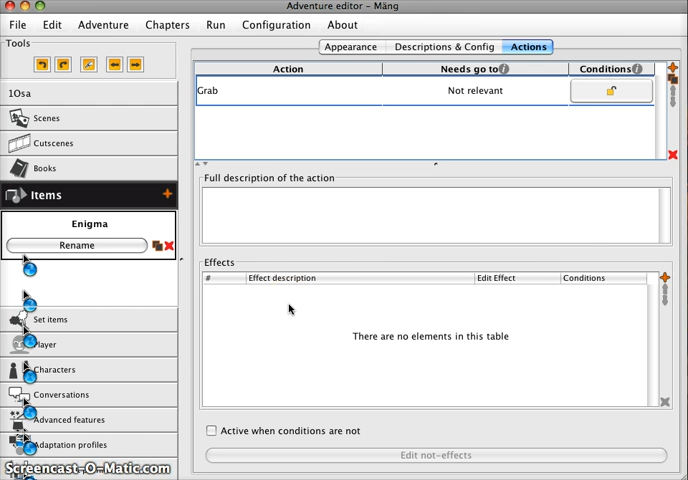 Adventure editor - Mäng
File Edit Adventure Chapters Run Configuration About
Tools
1Osa
Scenes
Cutscenes
Books
Items
Enigma
Rename
Set items
Player
Characters
Conversations
Advanced features
Adaptation profiles
Appearance Descriptions & Config Actions
Action Needs go to Conditions
Grab Not relevant
Full description of the action
Effects
# Effect description Edit Effect Conditions
There are no elements in this table
Active when conditions are not
Edit not-effects
Screencast-O-Matic.com